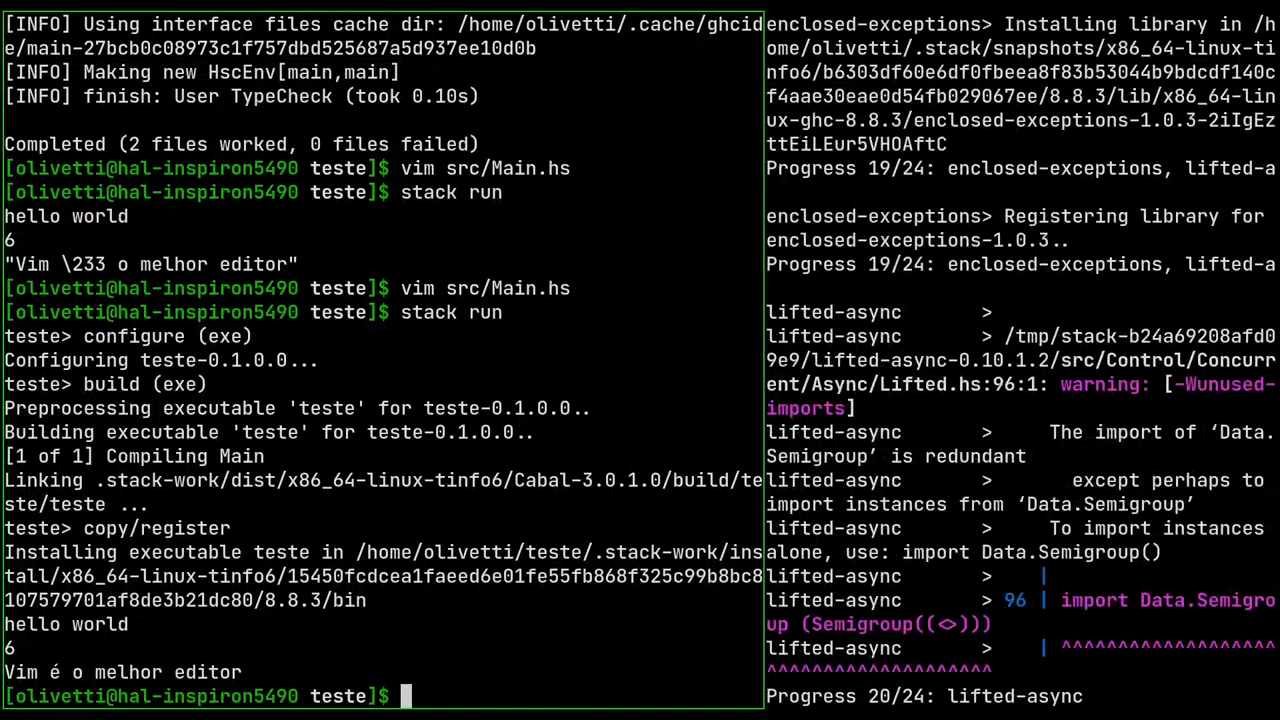 [INFO] Using interface files cache dir: /home/olivetti/.cache/ghcid
e/main-27bcb0c08973c1f757dbd525687a5d937ee10d0b
[INFO] Making new HscEnv[main,main]
[INFO] finish: User TypeCheck (took 0.10s)
Completed (2 files worked, 0 files failed)
[olivetti@hal-inspiron5490 teste]$ vim src/Main.hs
[olivetti@hal-inspiron5490 teste]$ stack run
hello world
6
"Vim \233 o melhor editor"
[olivetti@hal-inspiron5490 teste]$ vim src/Main.hs
[olivetti@hal-inspiron5490 teste]$ stack run
teste> configure (exe)
Configuring teste-0.1.0.0...
teste> build (exe)
Preprocessing executable 'teste' for teste-0.1.0.0..
Building executable 'teste' for teste-0.1.0.0..
[1 of 1] Compiling Main
Linking .stack-work/dist/x86_64-linux-tinfo6/Cabal-3.0.1.0/build/te
ste/teste ...
teste> copy/register
Installing executable teste in /home/olivetti/teste/.stack-work/ins
tall/x86_64-linux-tinfo6/15450fcdcea1faeed6e01fe55fb868f325c99b8bc8
107579701af8de3b21dc80/8.8.3/bin
hello world
6
Vim é o melhor editor
[olivetti@hal-inspiron5490 teste]$
enclosed-exceptions> Installing library in /h
ome/olivetti/.stack/snapshots/x86_64-linux-ti
nfo6/b6303df60e6df0fbeea8f83b53044b9bdcdf140c
f4aae30eae0d54fb029067ee/8.8.3/lib/x86_64-lin
ux-ghc-8.8.3/enclosed-exceptions-1.0.3-2iIgEz
ttEiLEur5VHOAftC
Progress 19/24: enclosed-exceptions, lifted-a
enclosed-exceptions> Registering library for
enclosed-exceptions-1.0.3..
Progress 19/24: enclosed-exceptions, lifted-a
lifted-async       >
lifted-async       > /tmp/stack-b24a69208afd0
9e9/lifted-async-0.10.1.2/src/Control/Concurr
ent/Async/Lifted.hs:96:1: warning: [-Wunused-
imports]
lifted-async       >     The import of ‘Data.
Semigroup’ is redundant
lifted-async       >       except perhaps to
import instances from ‘Data.Semigroup’
lifted-async       >     To import instances
alone, use: import Data.Semigroup()
lifted-async       >    |
lifted-async       > 96 | import Data.Semigro
up (Semigroup((<>)))
lifted-async       >    | ^^^^^^^^^^^^^^^^^^^
^^^^^^^^^^^^^^^^^^^^
Progress 20/24: lifted-async